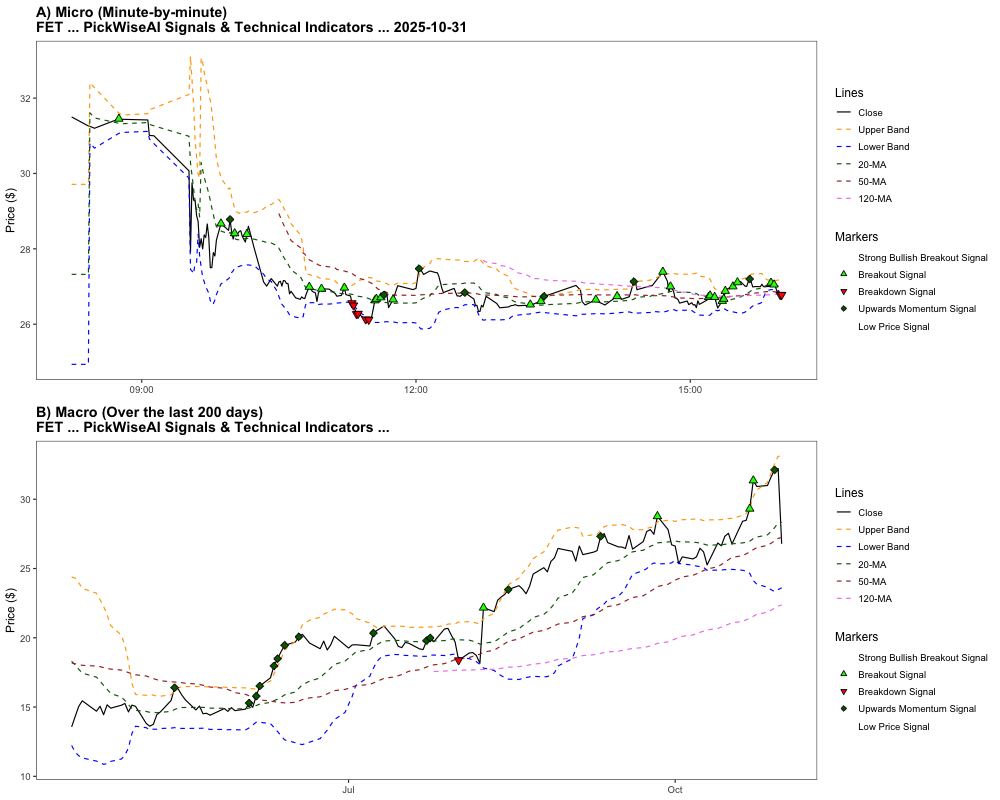 A) Micro (Minute-by-minute)
FET ... PickWiseAI Signals & Technical Indicators ... 2025-10-31
Price ($)
32
30
28
26
09:00
12:00
15:00
Lines
Close
Upper Band
Lower Band
20-MA
50-MA
120-MA
Markers
Strong Bullish Breakout Signal
Breakout Signal
Breakdown Signal
Upwards Momentum Signal
Low Price Signal
B) Macro (Over the last 200 days)
FET ... PickWiseAI Signals & Technical Indicators ...
Price ($)
30
25
20
15
10
Jul
Oct
Lines
Close
Upper Band
Lower Band
20-MA
50-MA
120-MA
Markers
Strong Bullish Breakout Signal
Breakout Signal
Breakdown Signal
Upwards Momentum Signal
Low Price Signal